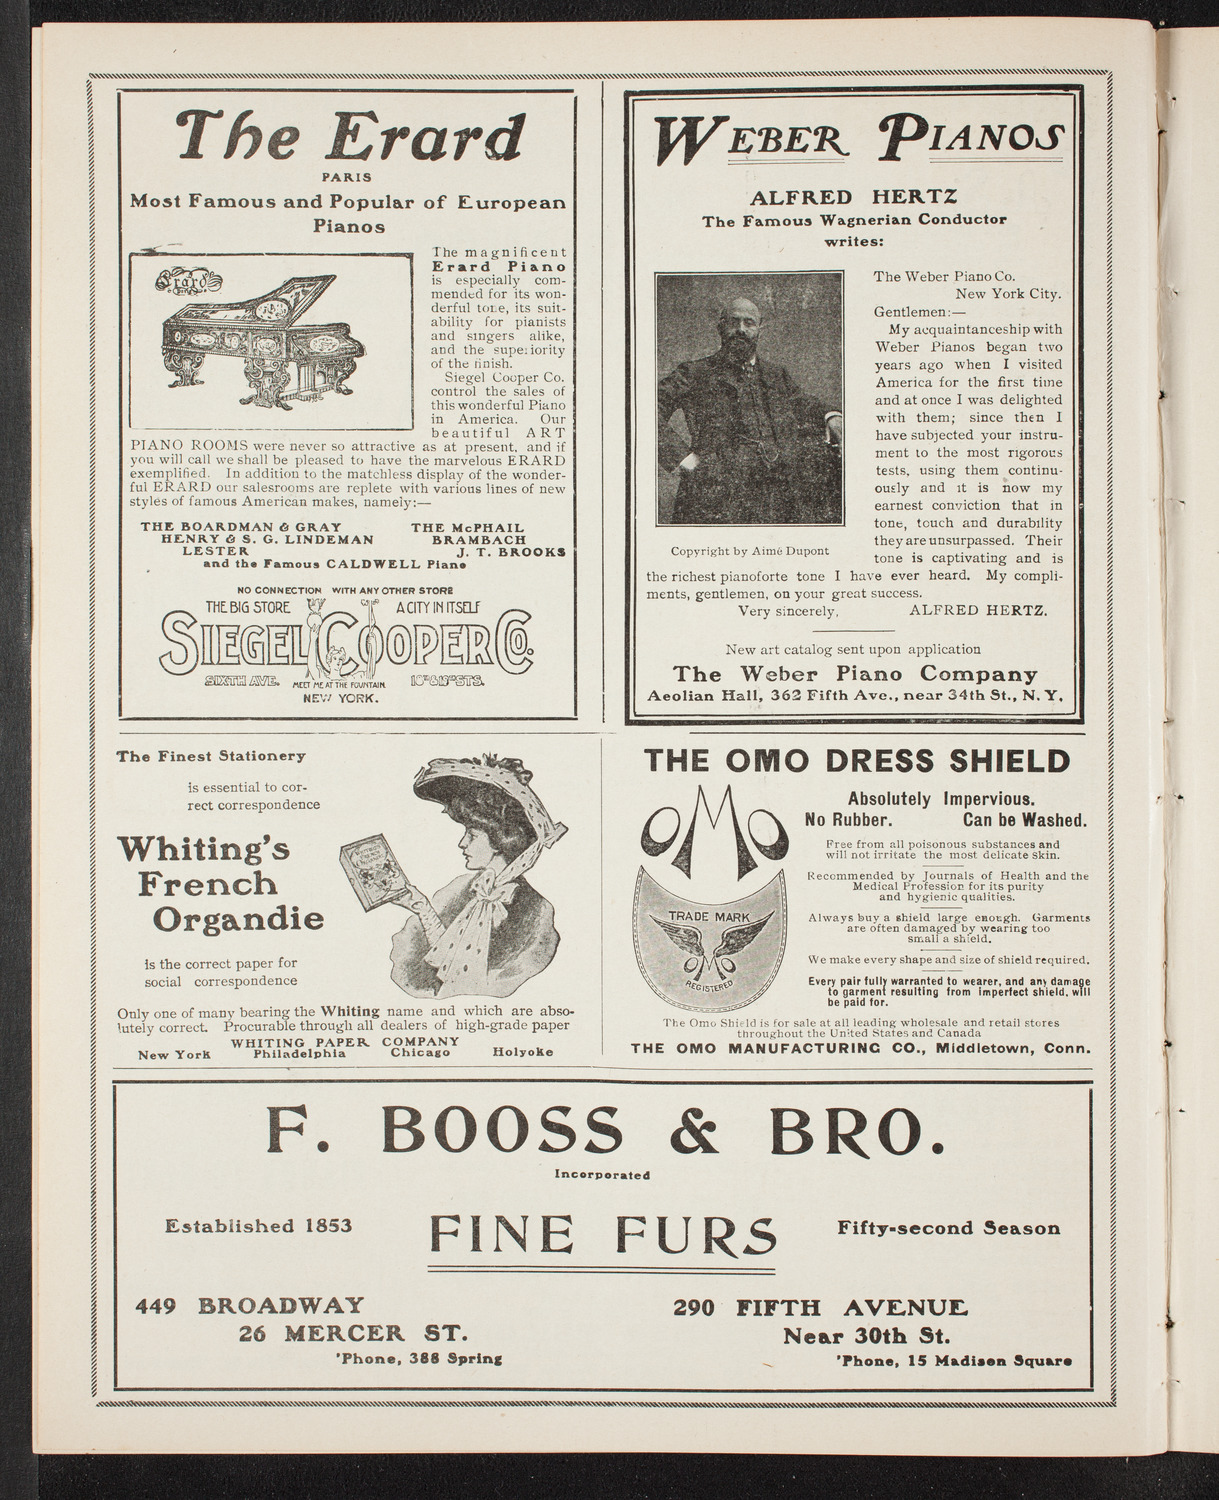 The Erard
PARIS
Most Famous and Popular of European
Pianos
Erard
The magnificent
Erard Piano
is especially com-
mended for its won-
derful tone, its suit-
ability for pianists
and singers alike,
and the superiority
of the finish.
Siegel Cooper Co.
control the sales of
this wonderful Piano
in America. Our
beautiful ART
PIANO ROOMS were never so attractive as at present, and if
you will call we shall be pleased to have the marvelous ERARD
exemplified. In addition to the matchless display of the wonder-
ful ERARD our salesrooms are replete with various lines of new
styles of famous American makes, namely:—
THE BOARDMAN & GRAY THE McPHAIL
HENRY & S. G. LINDEMAN BRAMBACH
LESTER J. T. BROOKS
and the Famous CALDWELL Piano
NO CONNECTION WITH ANY OTHER STORE
THE BIG STORE A CITY IN ITSELF
SIEGEL COOPER CO.
SIXTH AVE. MEET ME AT THE FOUNTAIN 18TH & 19TH STS.
NEW YORK.
WEBER PIANOS
ALFRED HERTZ
The Famous Wagnerian Conductor
writes:
The Weber Piano Co.
New York City.
Gentlemen:—
My acquaintanceship with
Weber Pianos began two
years ago when I visited
America for the first time
and at once I was delighted
with them; since then I
have subjected your instru-
ment to the most rigorous
tests, using them continu-
ously and it is now my
earnest conviction that in
tone, touch and durability
they are unsurpassed. Their
tone is captivating and is
Copyright by Aimé Dupont
the richest pianoforte tone I have ever heard. My compli-
ments, gentlemen, on your great success.
Very sincerely, ALFRED HERTZ.
New art catalog sent upon application
The Weber Piano Company
Aeolian Hall, 362 Fifth Ave., near 34th St., N. Y.
The Finest Stationery
is essential to cor-
rect correspondence
Whiting's
French
Organdie
is the correct paper for
social correspondence
Only one of many bearing the Whiting name and which are abso-
lutely correct. Procurable through all dealers of high-grade paper
WHITING PAPER COMPANY
New York Philadelphia Chicago Holyoke
THE OMO DRESS SHIELD
OMO
TRADE MARK
OMO
REGISTERED
Absolutely Impervious.
No Rubber. Can be Washed.
Free from all poisonous substances and
will not irritate the most delicate skin.
Recommended by Journals of Health and the
Medical Profession for its purity
and hygienic qualities.
Always buy a shield large enough. Garments
are often damaged by wearing too
small a shield.
We make every shape and size of shield required.
Every pair fully warranted to wearer, and any damage
to garment resulting from imperfect shield, will
be paid for.
The Omo Shield is for sale at all leading wholesale and retail stores
throughout the United States and Canada
THE OMO MANUFACTURING CO., Middletown, Conn.
F. BOOSS & BRO.
Incorporated
Established 1853 FINE FURS Fifty-second Season
449 BROADWAY
26 MERCER ST.
'Phone, 388 Spring
290 FIFTH AVENUE
Near 30th St.
'Phone, 15 Madison Square